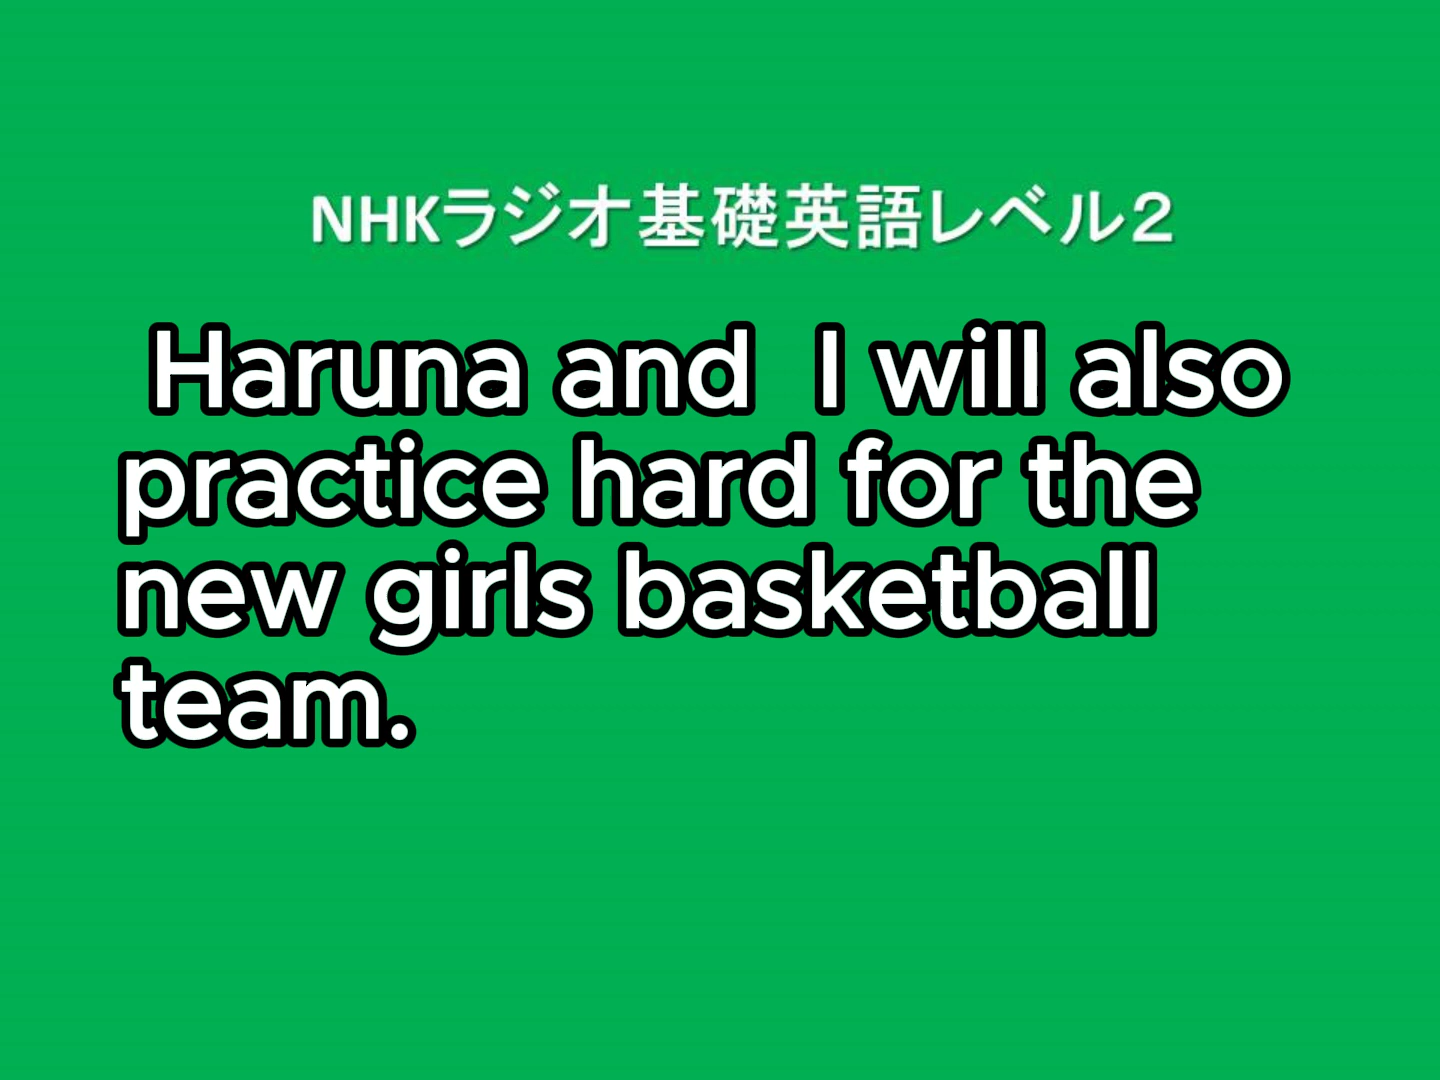 NHKラジオ基礎英語レベル２
Haruna and I will also
practice hard for the
new girls basketball
team.